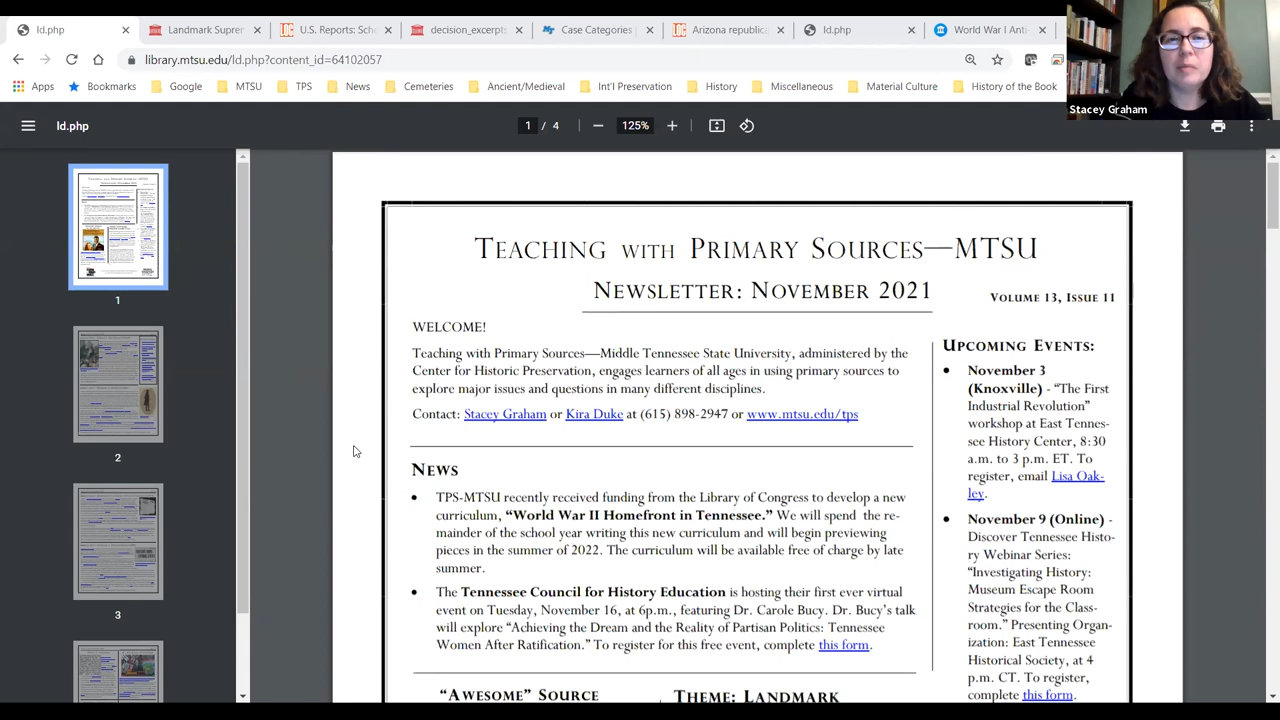 ld.php
Landmark Suprem
U.S. Reports: Sch
decision_excerpts
Case Categories |
Arizona republica
ld.php
World War I Anti-
library.mtsu.edu/ld.php?content_id=64102057
Apps
Bookmarks
Google
MTSU
TPS
News
Cemeteries
Ancient/Medieval
Int'l Preservation
History
Miscellaneous
Material Culture
History of the Book
Stacey Graham
ld.php
1 / 4
125%
1
2
3
TEACHING WITH PRIMARY SOURCES—MTSU
NEWSLETTER: NOVEMBER 2021
VOLUME 13, ISSUE 11
WELCOME!
Teaching with Primary Sources—Middle Tennessee State University, administered by the
Center for Historic Preservation, engages learners of all ages in using primary sources to
explore major issues and questions in many different disciplines.
Contact: Stacey Graham or Kira Duke at (615) 898-2947 or www.mtsu.edu/tps
NEWS
• TPS-MTSU recently received funding from the Library of Congress to develop a new
curriculum, “World War II Homefront in Tennessee.” We will spend the re-
mainder of the school year writing this new curriculum and will begin previewing
pieces in the summer of 2022. The curriculum will be available free of charge by late
summer.
• The Tennessee Council for History Education is hosting their first ever virtual
event on Tuesday, November 16, at 6p.m., featuring Dr. Carole Bucy. Dr. Bucy's talk
will explore “Achieving the Dream and the Reality of Partisan Politics: Tennessee
Women After Ratification.” To register for this free event, complete this form.
“AWESOME” SOURCE
THEME: LANDMARK
UPCOMING EVENTS:
• November 3
(Knoxville) - “The First
Industrial Revolution”
workshop at East Tennes-
see History Center, 8:30
a.m. to 3 p.m. ET. To
register, email Lisa Oak-
ley.
• November 9 (Online) -
Discover Tennessee Histo-
ry Webinar Series:
“Investigating History:
Museum Escape Room
Strategies for the Class-
room.” Presenting Organ-
ization: East Tennessee
Historical Society, at 4
p.m. CT. To register,
complete this form.